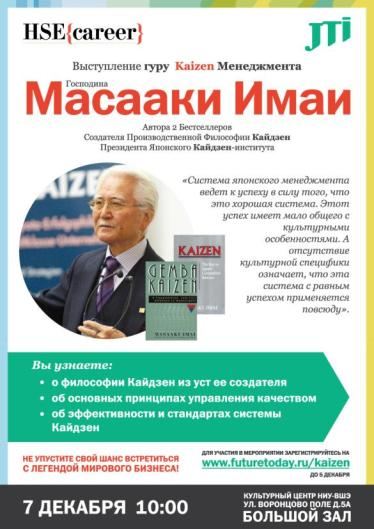 HSE{career}
JTi
Выступление гуру Kaizen Менеджмента
Господина
Масааки Имаи
Автора 2 Бестселлеров
Создателя Производственной Философии Кайдзен
Президента Японского Кайдзен-института
«Система японского менеджмента
ведет к успеху в силу того, что
это хорошая система. Этот
успех имеет мало общего с
культурными
особенностями. А
отсутствие
культурной специфики
означает, что эта
система с равным
успехом применяется
повсюду».
KAIZEN
GEMBA
KAIZEN
MASAAKI IMAI
Вы узнаете:
• о философии Кайдзен из уст ее создателя
• об основных принципах управления качеством
• об эффективности и стандартах системы
Кайдзен
НЕ УПУСТИТЕ СВОЙ ШАНС ВСТРЕТИТЬСЯ
С ЛЕГЕНДОЙ МИРОВОГО БИЗНЕСА!
ДЛЯ УЧАСТИЯ В МЕРОПРИЯТИИ ЗАРЕГИСТРИРУЙТЕСЬ НА
www.futuretoday.ru/kaizen
ДО 5 ДЕКАБРЯ
7 ДЕКАБРЯ 10:00
КУЛЬТУРНЫЙ ЦЕНТР НИУ-ВШЭ
УЛ. ВОРОНЦОВО ПОЛЕ Д.5А
БОЛЬШОЙ ЗАЛ